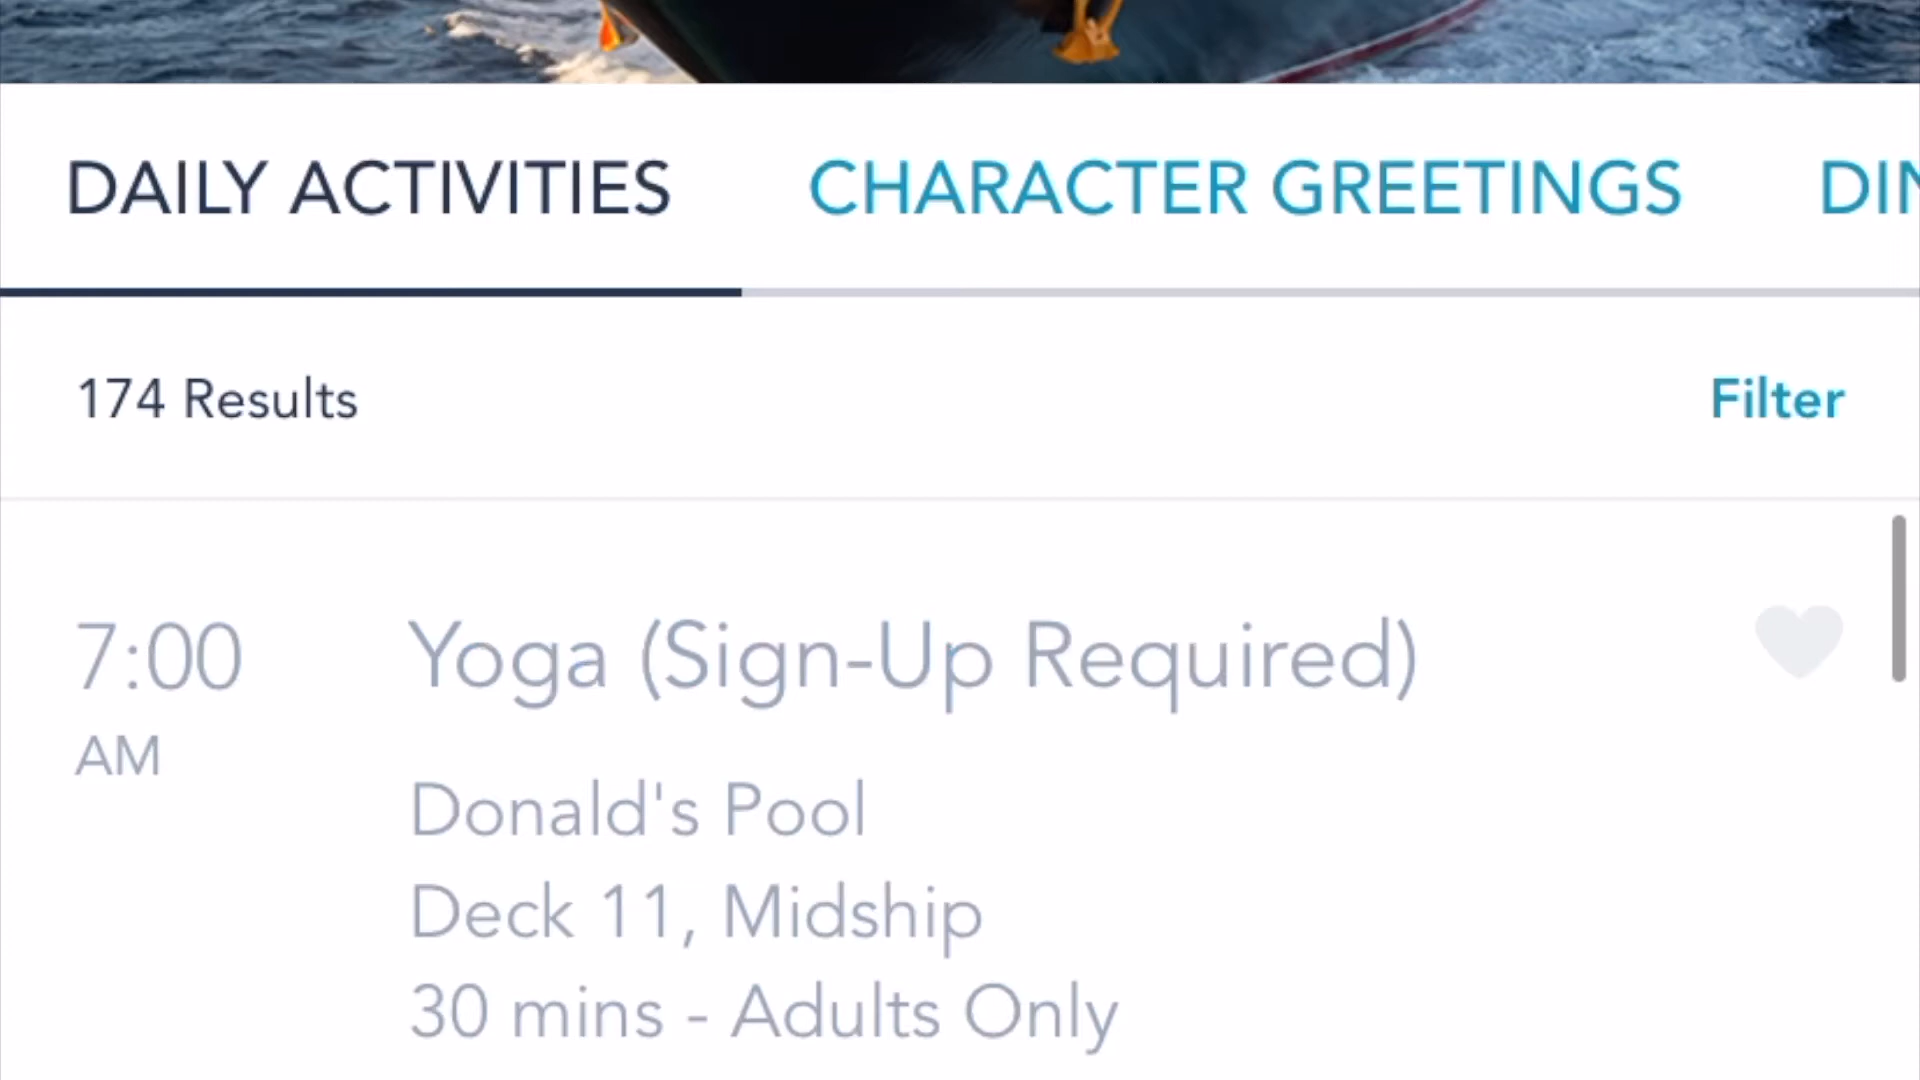 DAILY ACTIVITIES CHARACTER GREETINGS DIN
174 Results Filter
7:00 Yoga (Sign-Up Required)
AM
Donald's Pool
Deck 11, Midship
30 mins - Adults Only